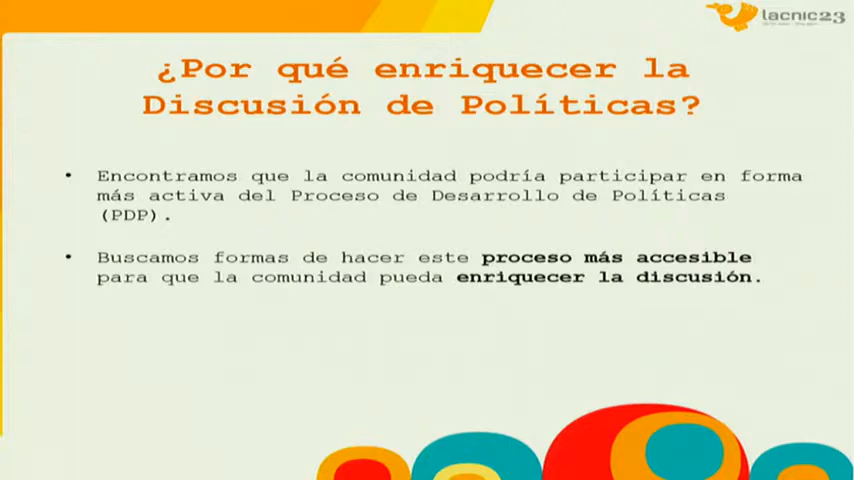 lacnic23
¿Por qué enriquecer la
Discusión de Políticas?
• Encontramos que la comunidad podría participar en forma
más activa del Proceso de Desarrollo de Políticas
(PDP).
• Buscamos formas de hacer este proceso más accesible
para que la comunidad pueda enriquecer la discusión.